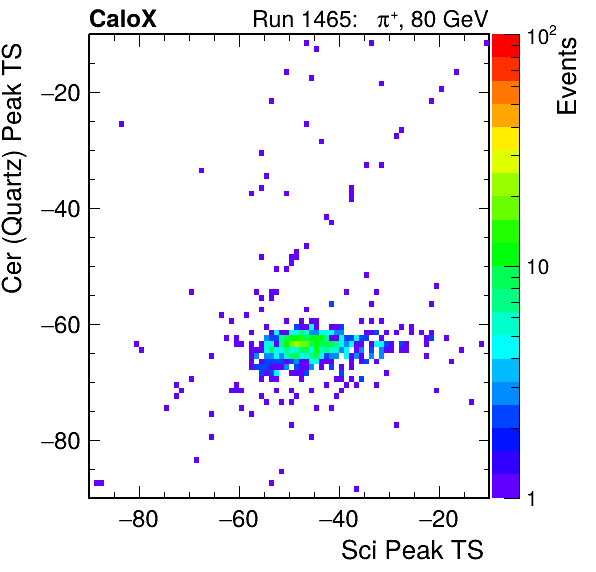 CaloX Run 1465: π⁺, 80 GeV
Cer (Quartz) Peak TS
−20
−40
−60
−80
−80 −60 −40 −20
Sci Peak TS
10²
10
1
Events